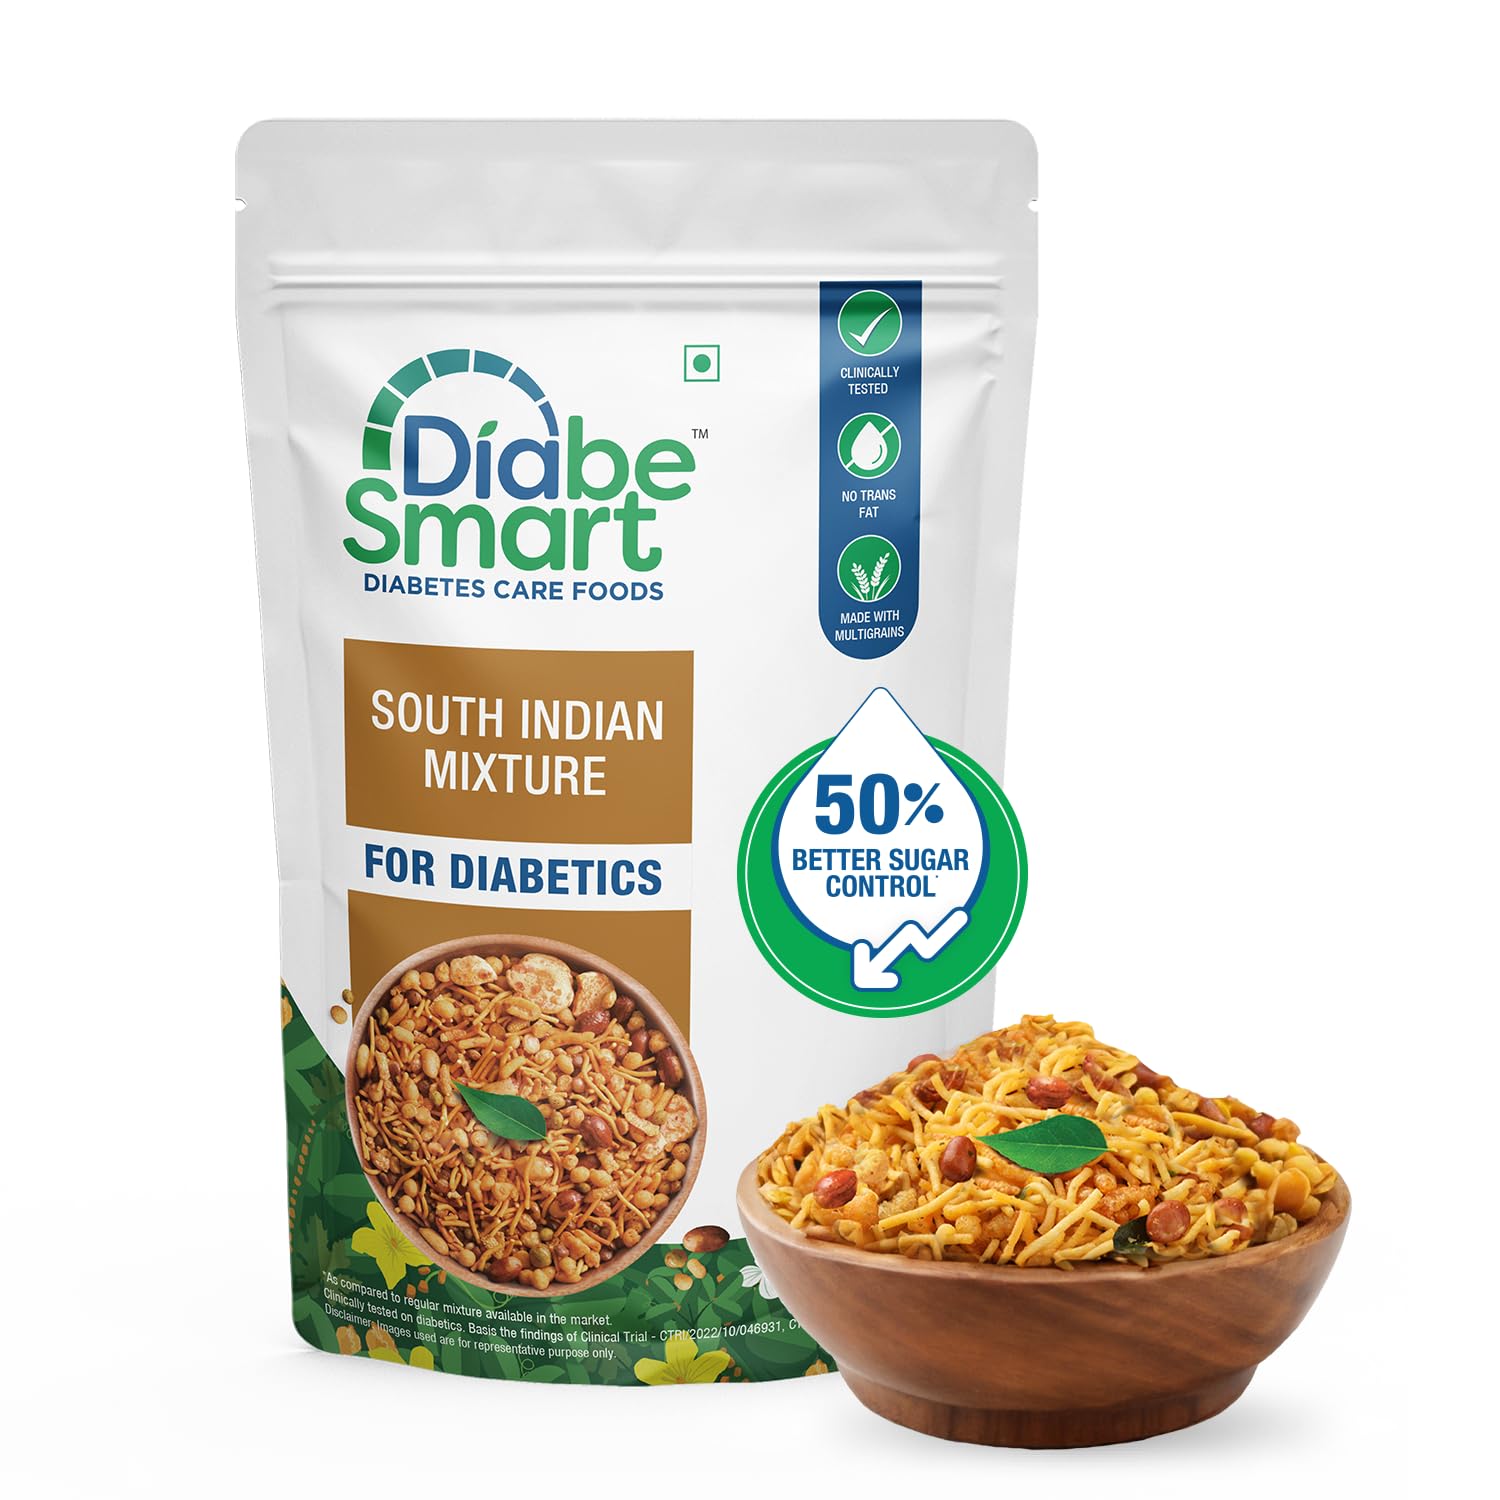 Diabe™
Smart
DIABETES CARE FOODS
SOUTH INDIAN
MIXTURE
FOR DIABETICS
CLINICALLY
TESTED
NO TRANS
FAT
MADE WITH
MULTIGRAINS
50%
BETTER SUGAR
CONTROL*
*As compared to regular mixture available in the market.
Clinically tested on diabetics. Basis the findings of Clinical Trial - CTRI/2022/10/046931,
Disclaimer: Images used are for representative purpose only.